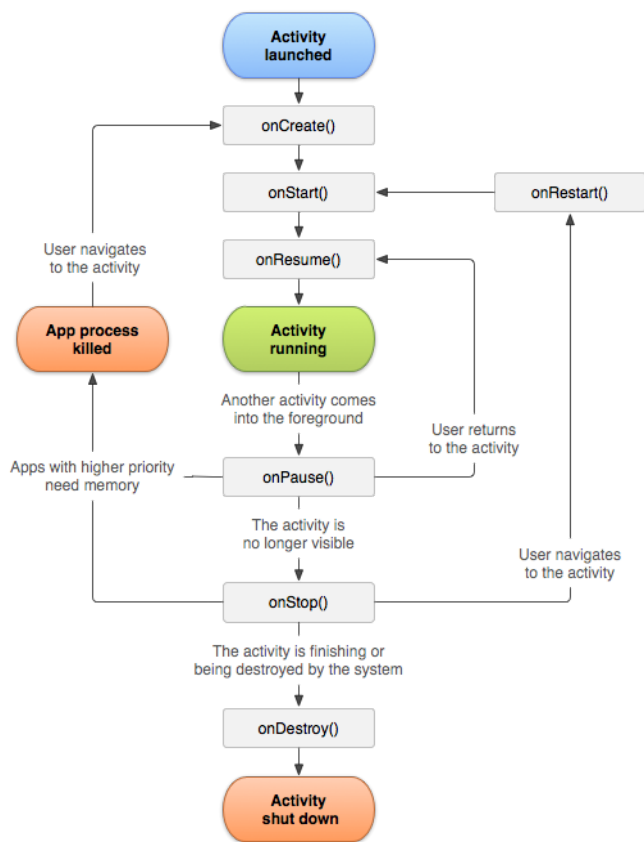 Activity
launched
onCreate()
onStart()
onRestart()
User navigates
to the activity
onResume()
App process
killed
Activity
running
Another activity comes
into the foreground
User returns
to the activity
Apps with higher priority
need memory
onPause()
The activity is
no longer visible
User navigates
to the activity
onStop()
The activity is finishing or
being destroyed by the system
onDestroy()
Activity
shut down